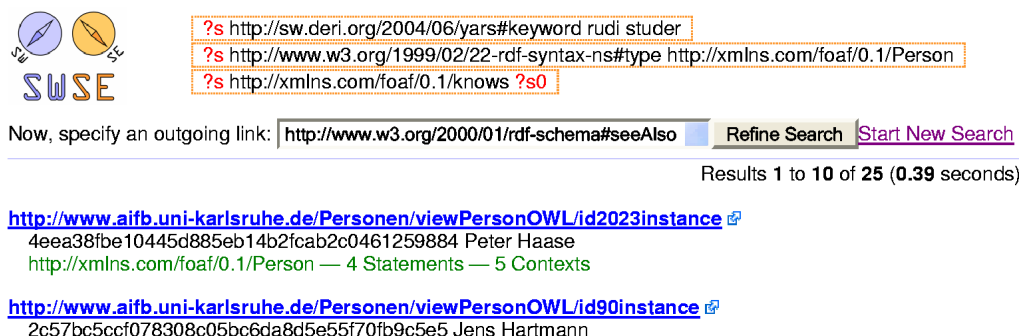 SW SE
?s http://sw.deri.org/2004/06/yars#keyword rudi studer
?s http://www.w3.org/1999/02/22-rdf-syntax-ns#type http://xmlns.com/foaf/0.1/Person
?s http://xmlns.com/foaf/0.1/knows ?s0
SWSE
Now, specify an outgoing link: http://www.w3.org/2000/01/rdf-schema#seeAlso Refine Search Start New Search
Results 1 to 10 of 25 (0.39 seconds)
http://www.aifb.uni-karlsruhe.de/Personen/viewPersonOWL/id2023instance
4eea38fbe10445d885eb14b2fcab2c0461259884 Peter Haase
http://xmlns.com/foaf/0.1/Person — 4 Statements — 5 Contexts
http://www.aifb.uni-karlsruhe.de/Personen/viewPersonOWL/id90instance
2c57bc5ccf078308c05bc6da8d5e55f70fb9c5e5 Jens Hartmann